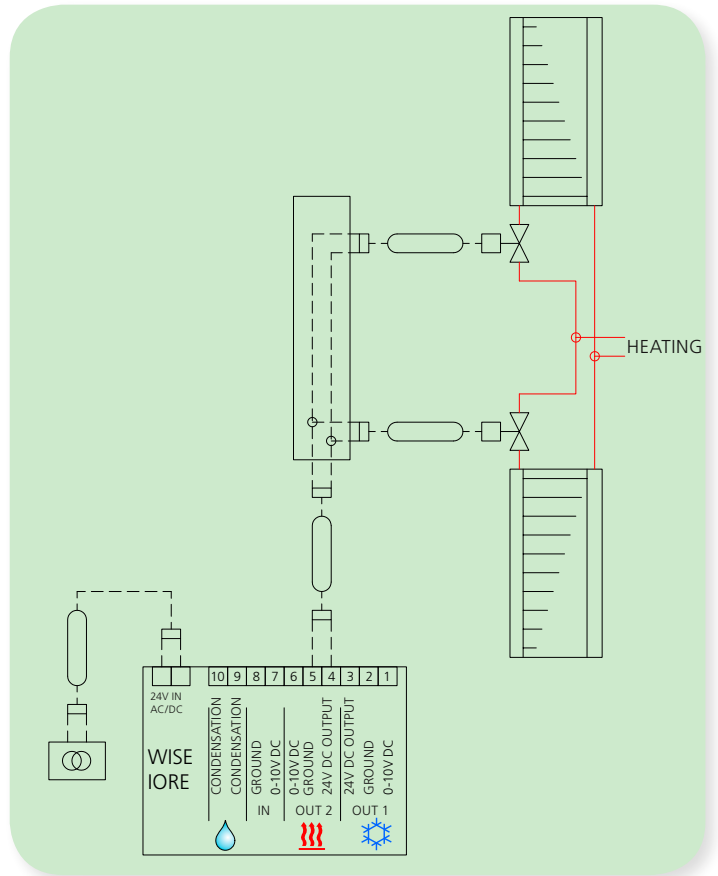 HEATING
10 9 8 7 6 5 4 3 2 1
24V IN
AC/DC
WISE
IORE
CONDENSATION
CONDENSATION
GROUND
0-10V DC
0-10V DC
GROUND
24V DC OUTPUT
24V DC OUTPUT
GROUND
0-10V DC
IN
OUT 2
OUT 1